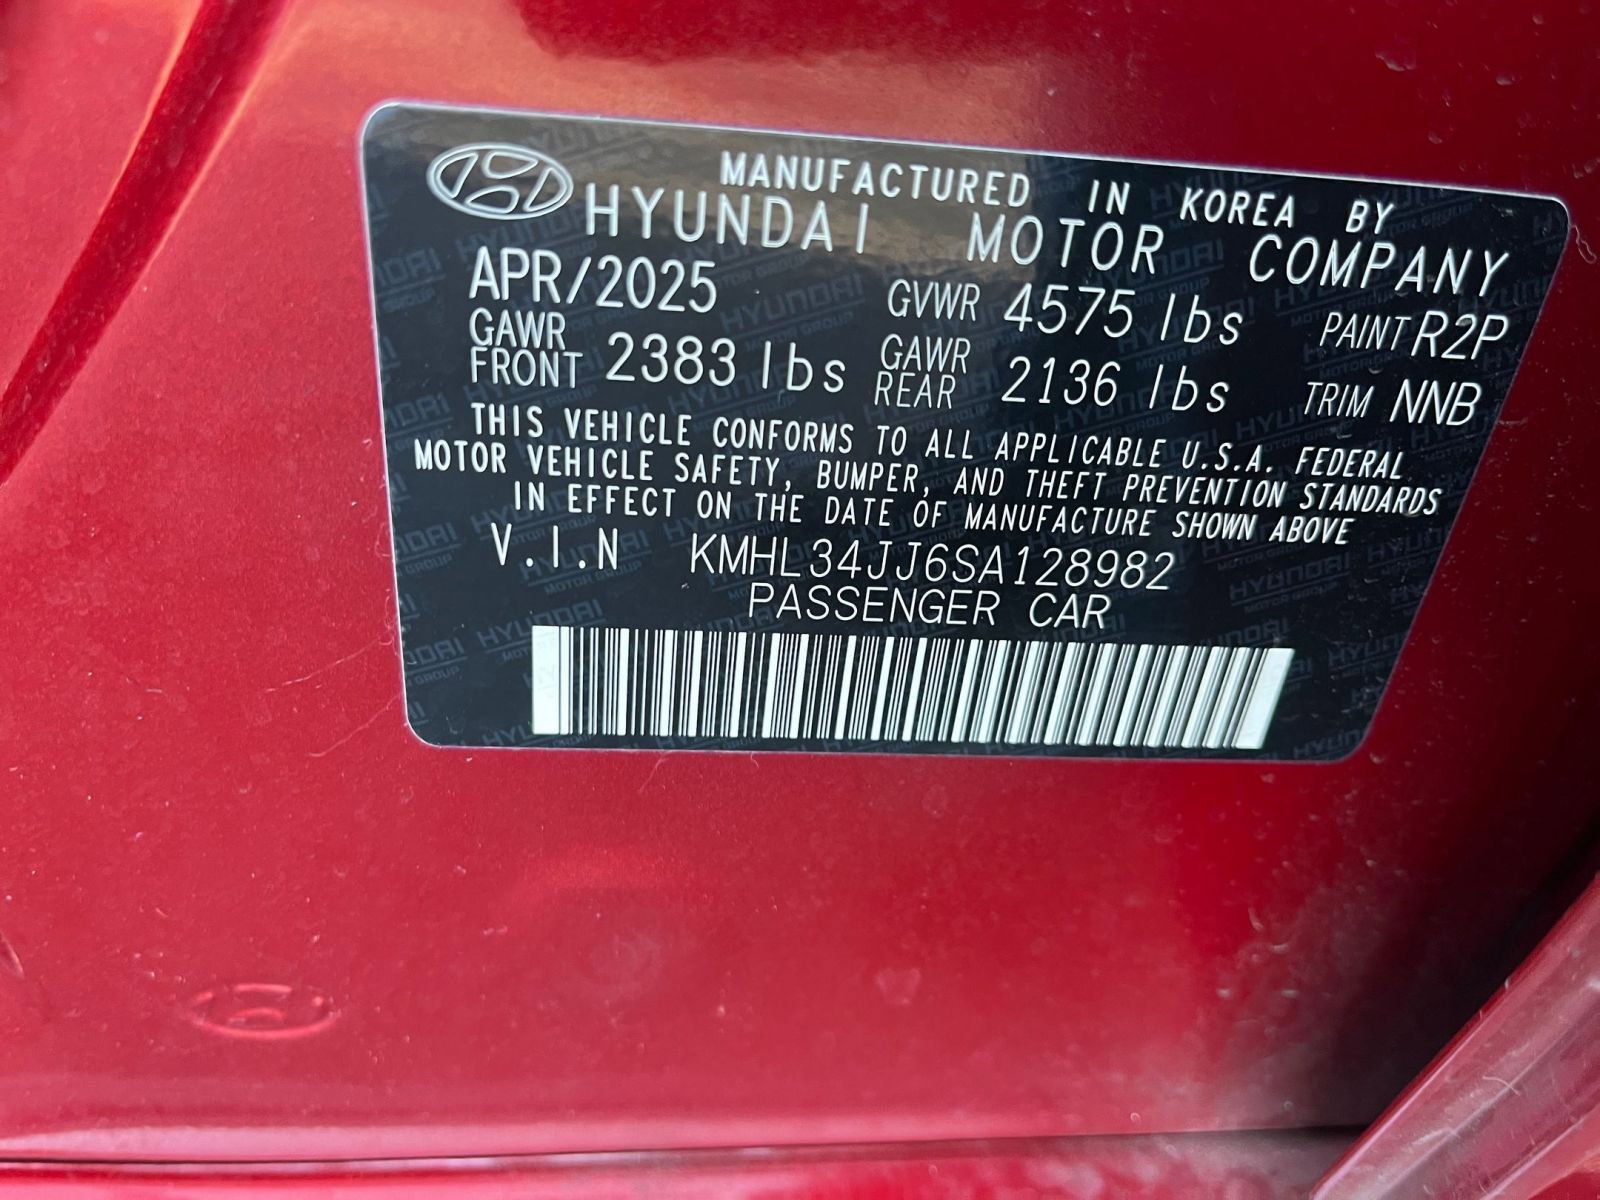 MANUFACTURED IN KOREA BY
HYUNDAI MOTOR COMPANY
APR/2025 GVWR 4575 lbs PAINT R2P
GAWR FRONT 2383 lbs GAWR REAR 2136 lbs TRIM NNB
THIS VEHICLE CONFORMS TO ALL APPLICABLE U.S.A. FEDERAL
MOTOR VEHICLE SAFETY, BUMPER, AND THEFT PREVENTION STANDARDS
IN EFFECT ON THE DATE OF MANUFACTURE SHOWN ABOVE
V.I.N KMHL34JJ6SA128982
PASSENGER CAR